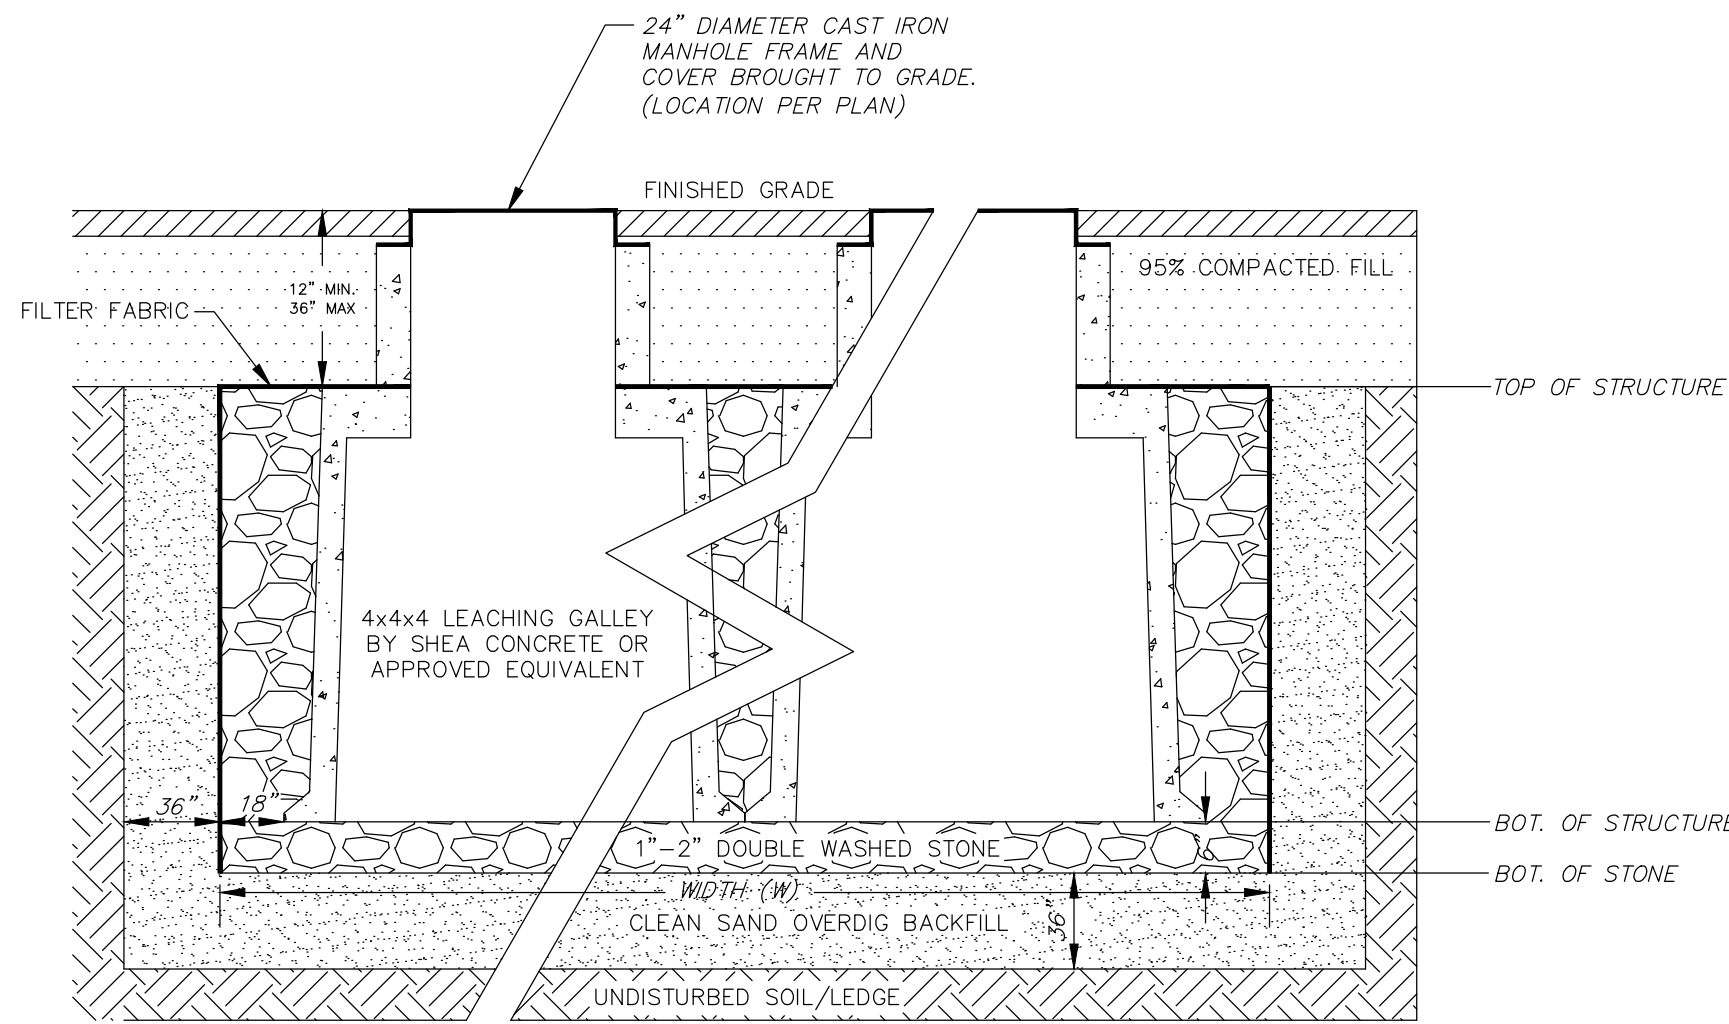 24" DIAMETER CAST IRON
MANHOLE FRAME AND
COVER BROUGHT TO GRADE.
(LOCATION PER PLAN)
FINISHED GRADE
95% COMPACTED FILL
12" MIN.
36" MAX
FILTER FABRIC
TOP OF STRUCTURE
4x4x4 LEACHING GALLEY
BY SHEA CONCRETE OR
APPROVED EQUIVALENT
36"
18"
BOT. OF STRUCTURE
1"-2" DOUBLE WASHED STONE
6"
BOT. OF STONE
WIDTH (W)
CLEAN SAND OVERDIG BACKFILL
36"
UNDISTURBED SOIL/LEDGE